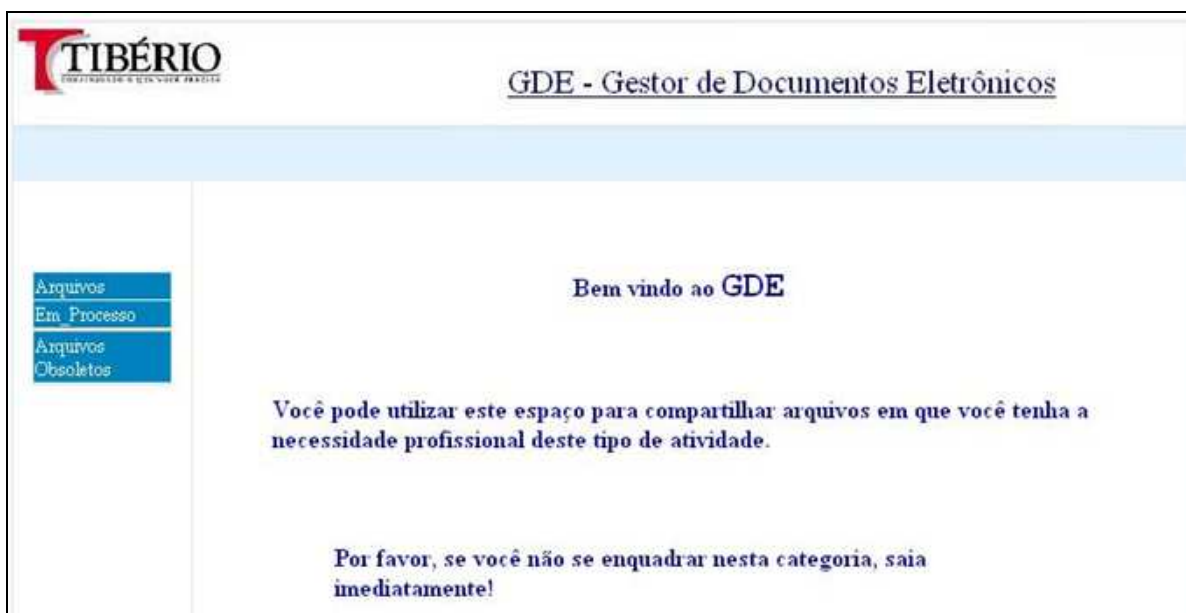 TIBÉRIO
GDE - Gestor de Documentos Eletrônicos
Arquivos
Em_Processo
Arquivos
Obsoletos
Bem vindo ao GDE
Você pode utilizar este espaço para compartilhar arquivos em que você tenha a
necessidade profissional deste tipo de atividade.
Por favor, se você não se enquadrar nesta categoria, saia
imediatamente!